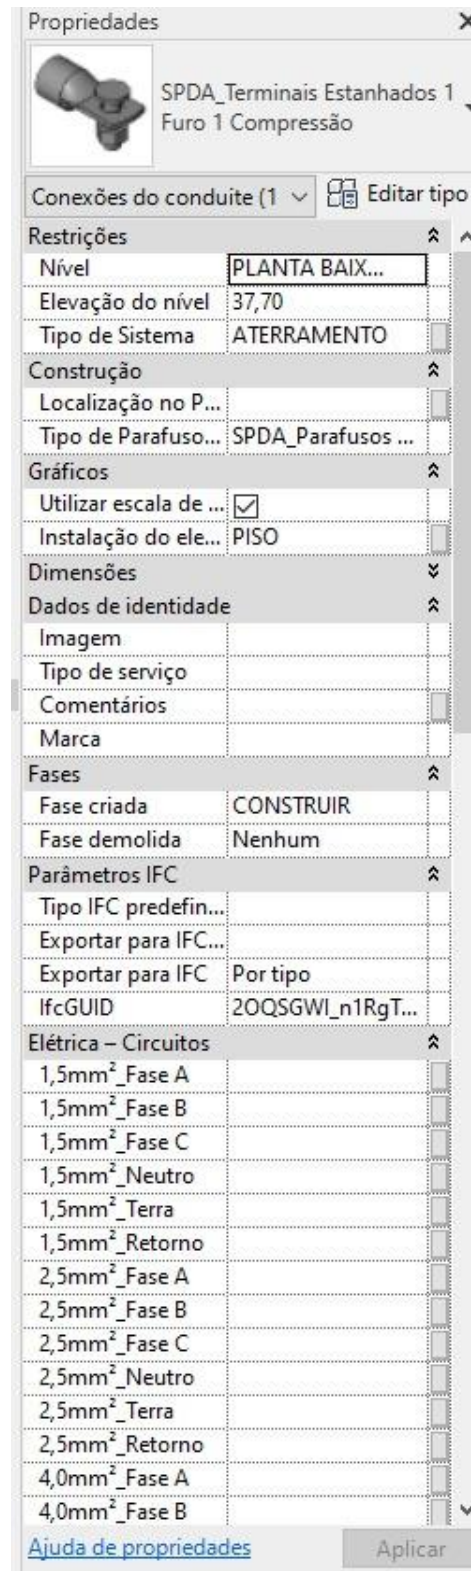 Propriedades
SPDA_Terminais Estanhados 1
Furo 1 Compressão
Conexões do conduite (1
Editar tipo
Restrições
Nível PLANTA BAIX...
Elevação do nível 37,70
Tipo de Sistema ATERRAMENTO
Construção
Localização no P...
Tipo de Parafuso... SPDA_Parafusos ...
Gráficos
Utilizar escala de ...
Instalação do ele... PISO
Dimensões
Dados de identidade
Imagem
Tipo de serviço
Comentários
Marca
Fases
Fase criada CONSTRUIR
Fase demolida Nenhum
Parâmetros IFC
Tipo IFC predefin...
Exportar para IFC...
Exportar para IFC Por tipo
IfcGUID 2OQSGWI_n1RgT...
Elétrica – Circuitos
1,5mm²_Fase A
1,5mm²_Fase B
1,5mm²_Fase C
1,5mm²_Neutro
1,5mm²_Terra
1,5mm²_Retorno
2,5mm²_Fase A
2,5mm²_Fase B
2,5mm²_Fase C
2,5mm²_Neutro
2,5mm²_Terra
2,5mm²_Retorno
4,0mm²_Fase A
4,0mm²_Fase B
Ajuda de propriedades
Aplicar